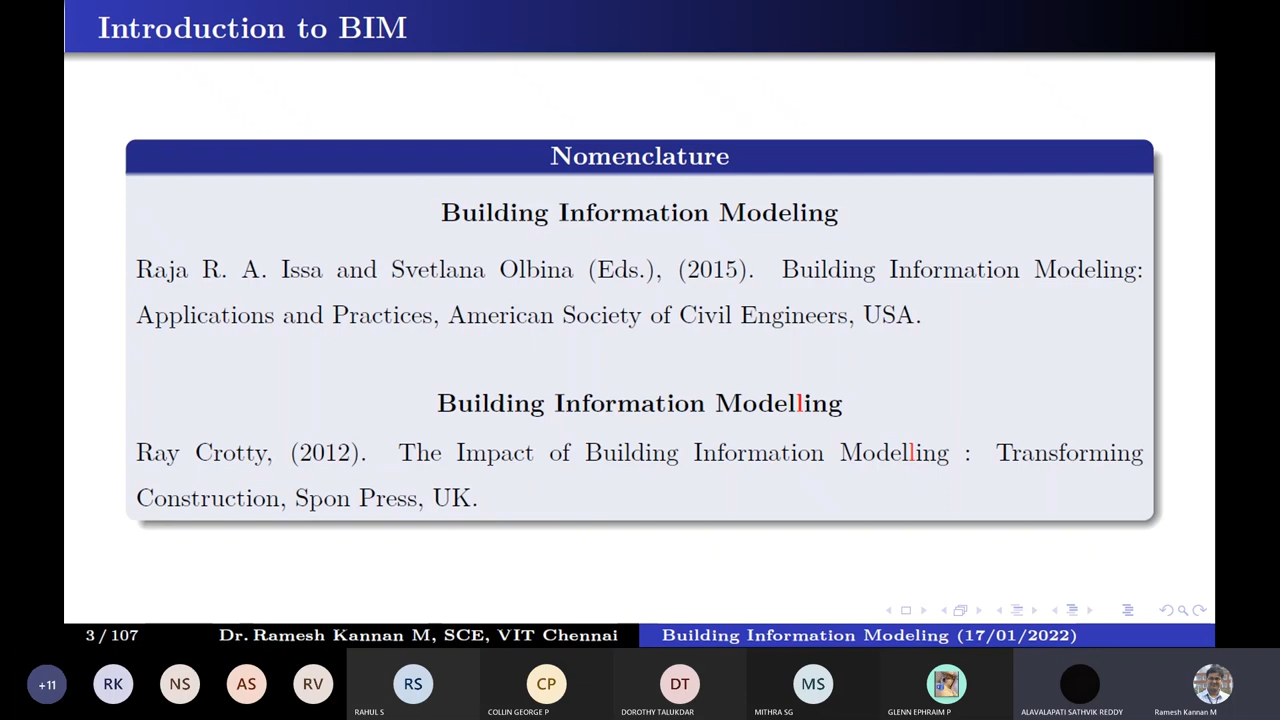 Introduction to BIM
Nomenclature
Building Information Modeling
Raja R. A. Issa and Svetlana Olbina (Eds.), (2015). Building Information Modeling:
Applications and Practices, American Society of Civil Engineers, USA.
Building Information Modelling
Ray Crotty, (2012). The Impact of Building Information Modelling : Transforming
Construction, Spon Press, UK.
3 / 107
Dr. Ramesh Kannan M, SCE, VIT Chennai
Building Information Modeling (17/01/2022)
+11
RK
NS
AS
RV
RS
CP
DT
MS
RAHUL S
COLLIN GEORGE P
DOROTHY TALUKDAR
MITHRA SG
GLENN EPHRAIM P
ALAVALAPATI SATHVIK REDDY
Ramesh Kannan M